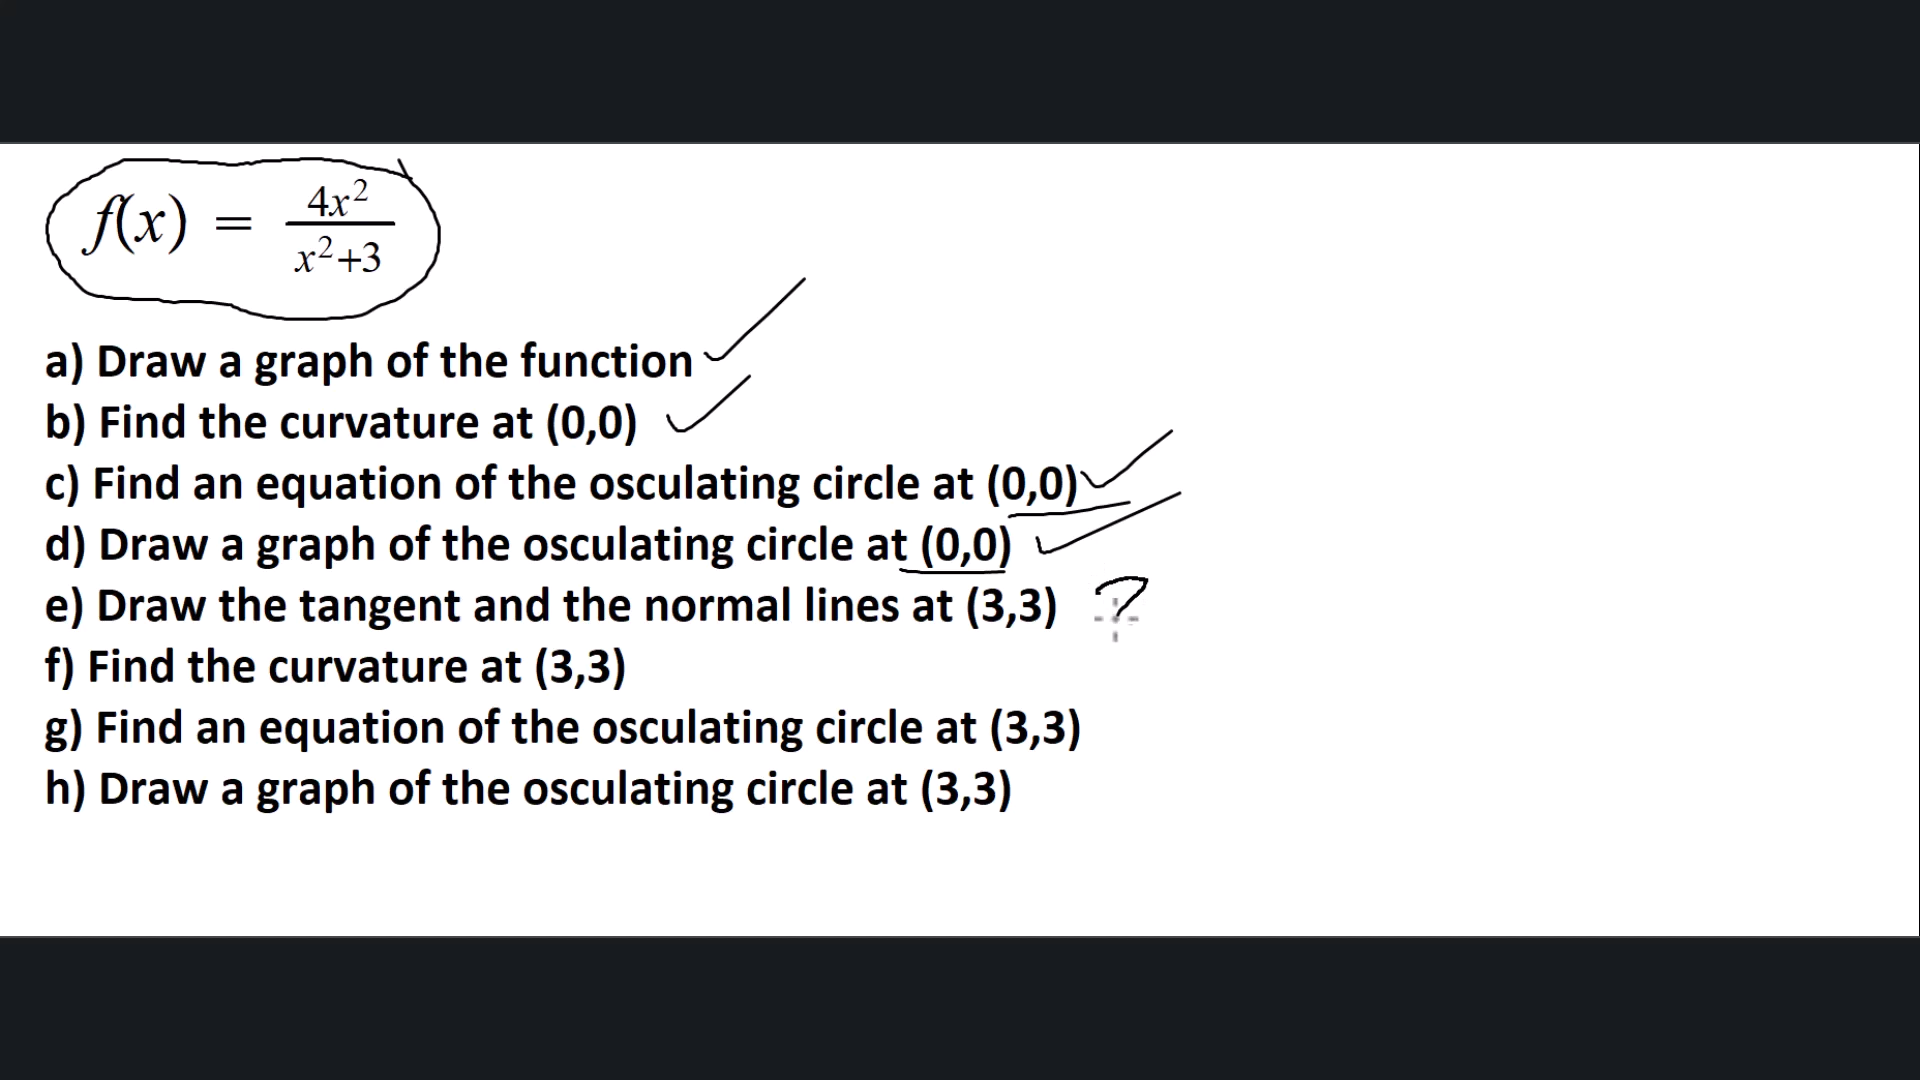 f(x) = 4x²/x²+3
a) Draw a graph of the function
b) Find the curvature at (0,0)
c) Find an equation of the osculating circle at (0,0)
d) Draw a graph of the osculating circle at (0,0)
e) Draw the tangent and the normal lines at (3,3) ?
f) Find the curvature at (3,3)
g) Find an equation of the osculating circle at (3,3)
h) Draw a graph of the osculating circle at (3,3)